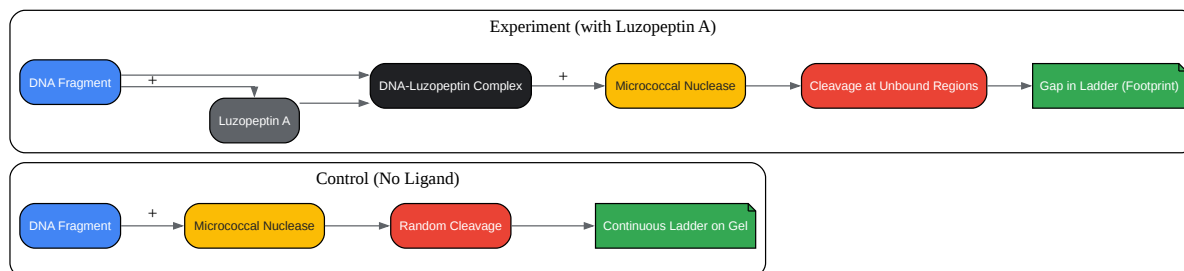 Experiment (with Luzopeptin A)
DNA Fragment
+
Luzopeptin A
DNA-Luzopeptin Complex
+
Micrococcal Nuclease
Cleavage at Unbound Regions
Gap in Ladder (Footprint)
Control (No Ligand)
DNA Fragment
+
Micrococcal Nuclease
Random Cleavage
Continuous Ladder on Gel